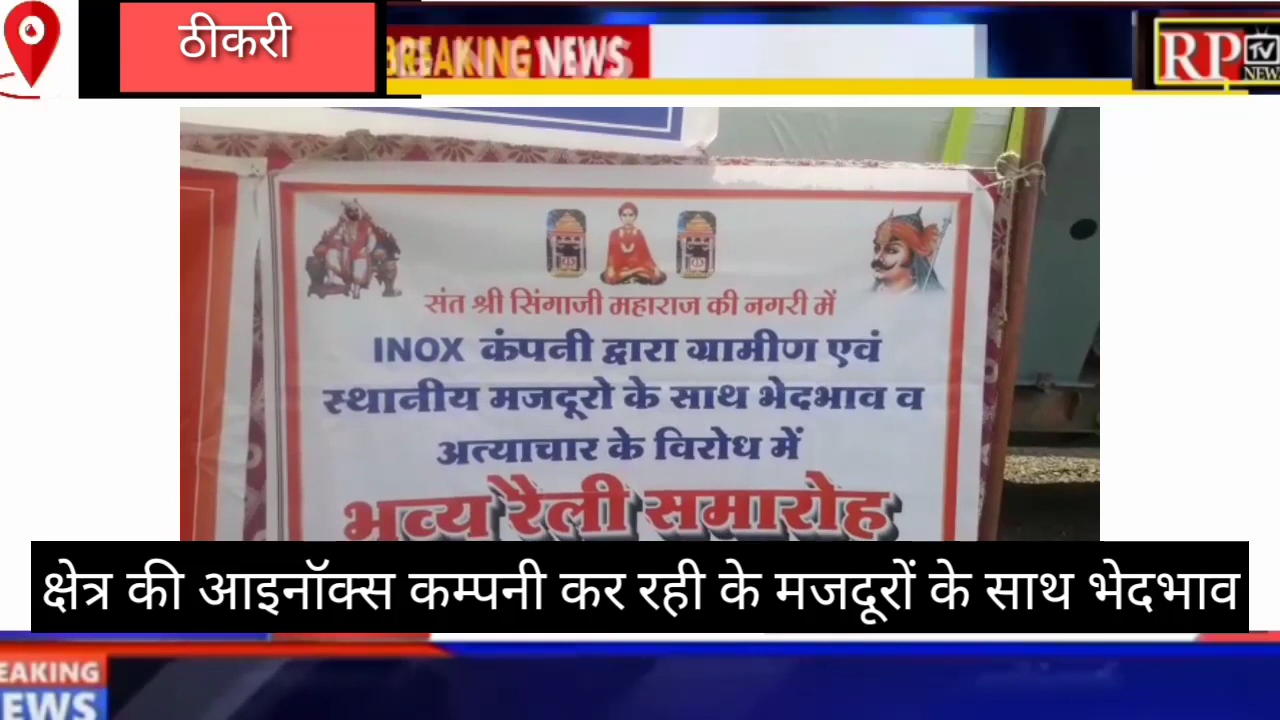 ठीकरी
BREAKING NEWS
RP TV NEWS
संत श्री सिंगाजी महाराज की नगरी में
INOX कंपनी द्वारा ग्रामीण एवं
स्थानीय मजदूरो के साथ भेदभाव व
अत्याचार के विरोध में
भव्य रैली समारोह
क्षेत्र की आइनॉक्स कम्पनी कर रही के मजदूरों के साथ भेदभाव
EAKING
EWS